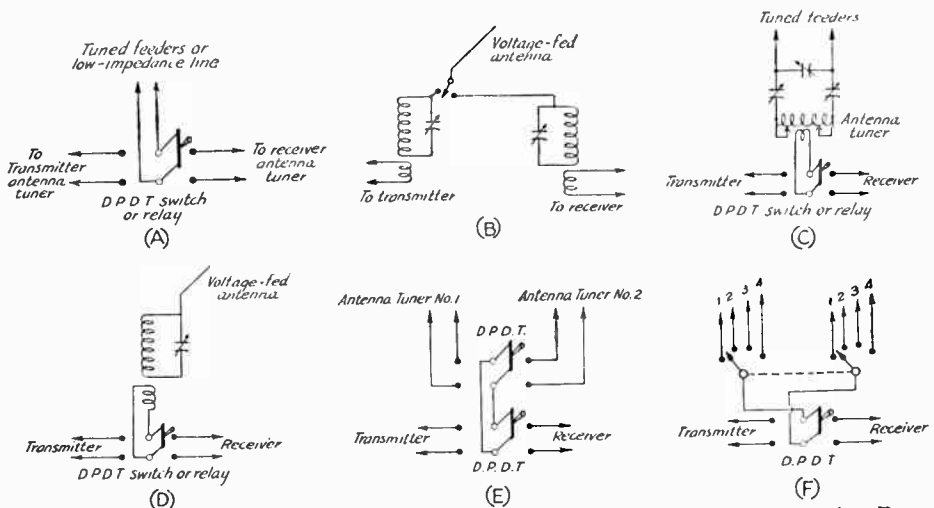 Tuned feeders or
low-impedance line
To
Transmitter
antenna
tuner
To receiver
antenna
tuner
DPDT switch
or relay
(A)
Voltage-fed
antenna
To transmitter
To receiver
(B)
Tuned feeders
Antenna
tuner
Transmitter
Receiver
DPDT switch or relay
(C)
Voltage-fed
antenna
Transmitter
Receiver
DPDT switch or relay
(D)
Antenna Tuner No.1
Antenna Tuner No.2
D.P.D.T.
Transmitter
Receiver
D.P.D.T
(E)
1 2 3 4
1 2 3 4
Transmitter
Receiver
D.P.D.T
(F)